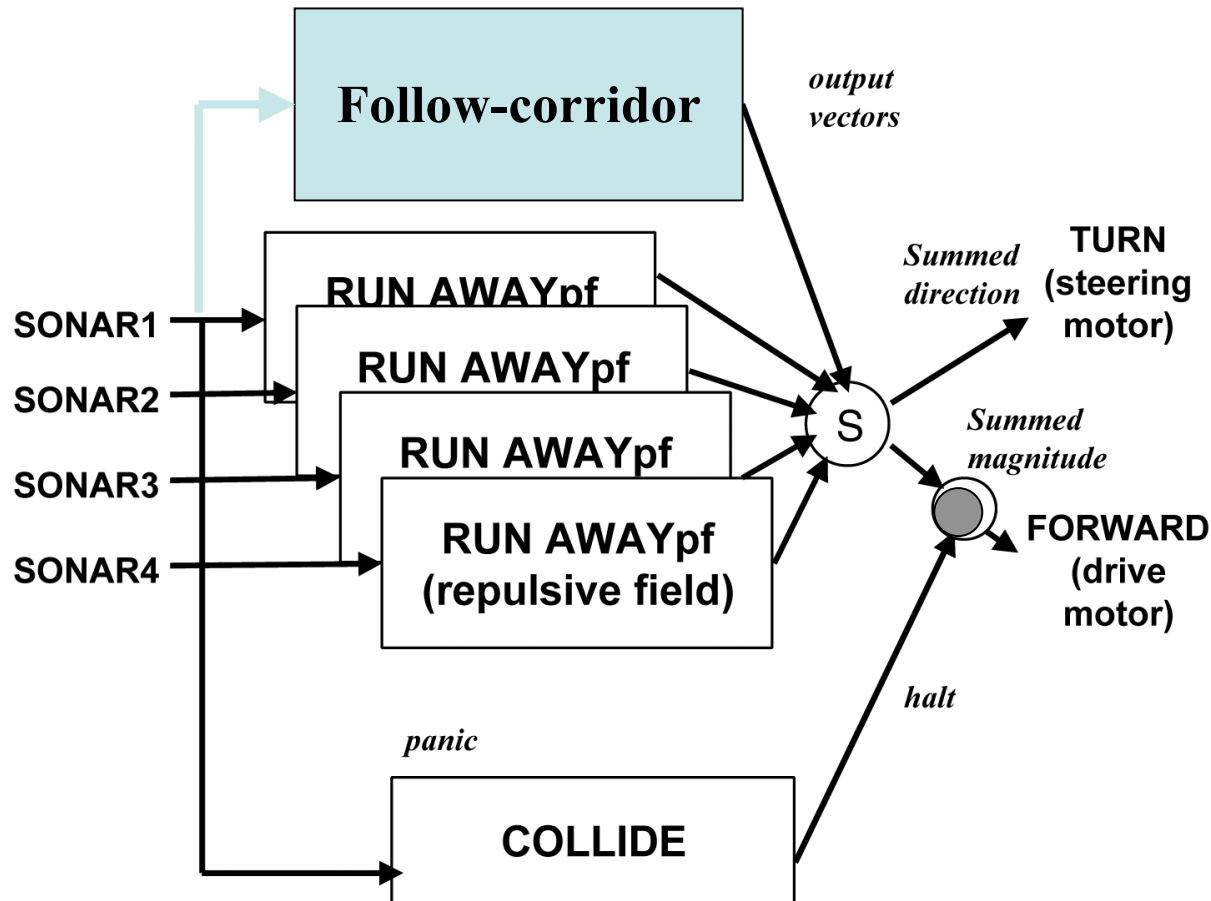 Follow-corridor
output
vectors
RUN AWAYpf
SONAR1
RUN AWAYpf
SONAR2
RUN AWAYpf
SONAR3
RUN AWAYpf
(repulsive field)
SONAR4
S
Summed
direction
TURN
(steering
motor)
Summed
magnitude
FORWARD
(drive
motor)
halt
panic
COLLIDE